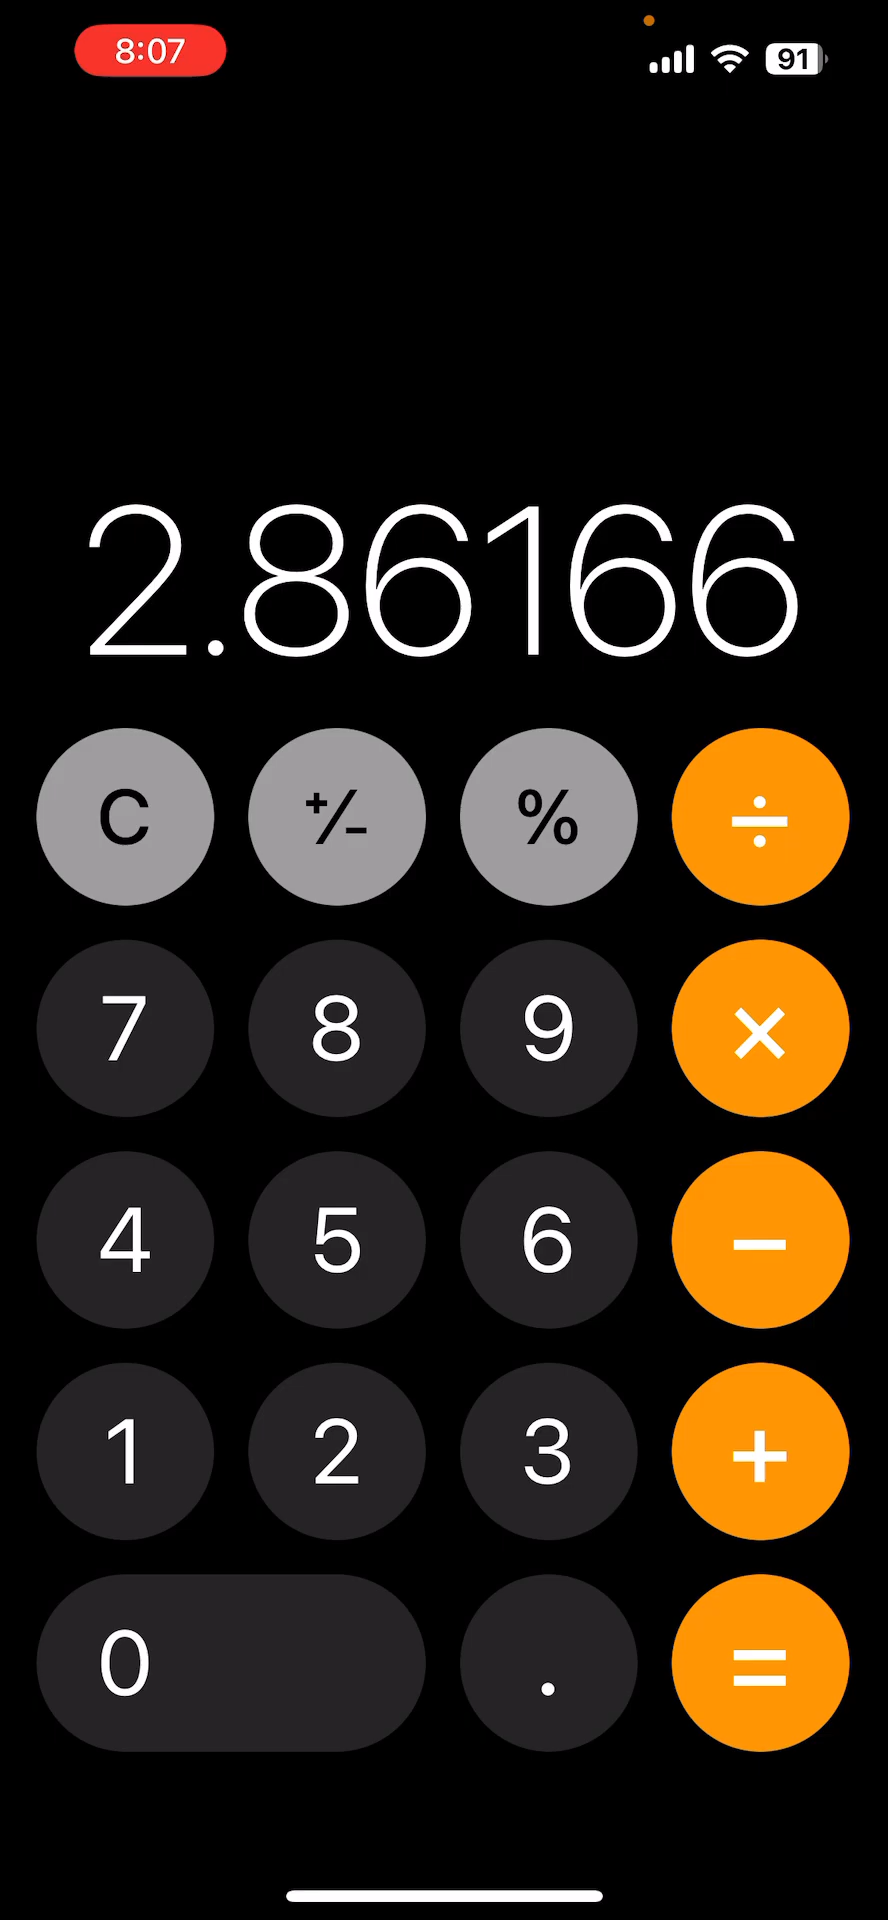 8:07 91
2.86166
C +/- % ÷
7 8 9 ×
4 5 6 −
1 2 3 +
0 . =